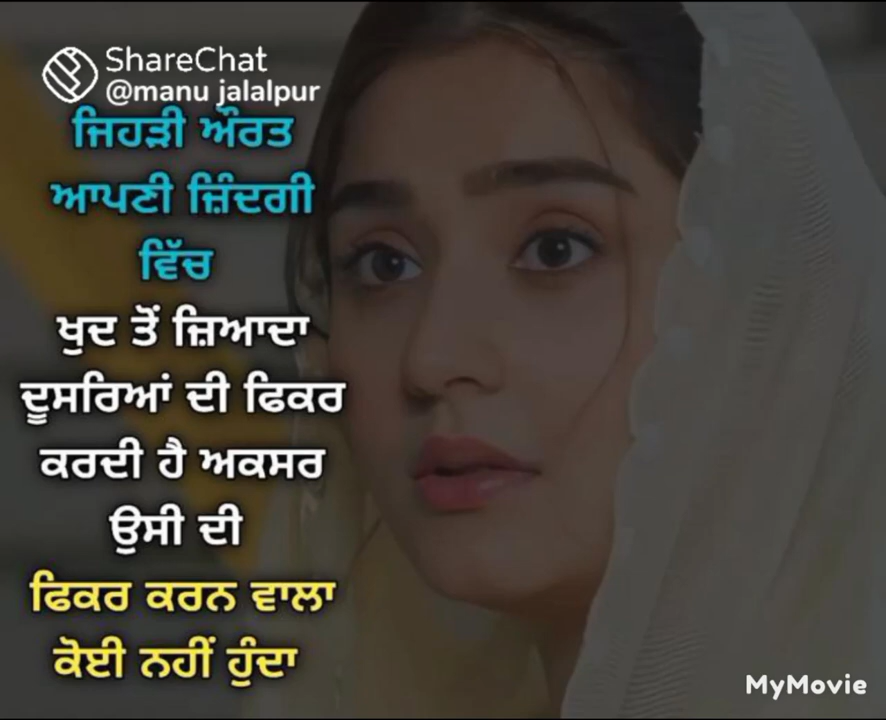 ShareChat
@manu jalalpur
ਜਿਹੜੀ ਔਰਤ
ਆਪਣੀ ਜ਼ਿੰਦਗੀ
ਵਿੱਚ
ਖੁਦ ਤੋਂ ਜ਼ਿਆਦਾ
ਦੂਸਰਿਆਂ ਦੀ ਫਿਕਰ
ਕਰਦੀ ਹੈ ਅਕਸਰ
ਉਸੀ ਦੀ
ਫਿਕਰ ਕਰਨ ਵਾਲਾ
ਕੋਈ ਨਹੀਂ ਹੁੰਦਾ
MyMovie